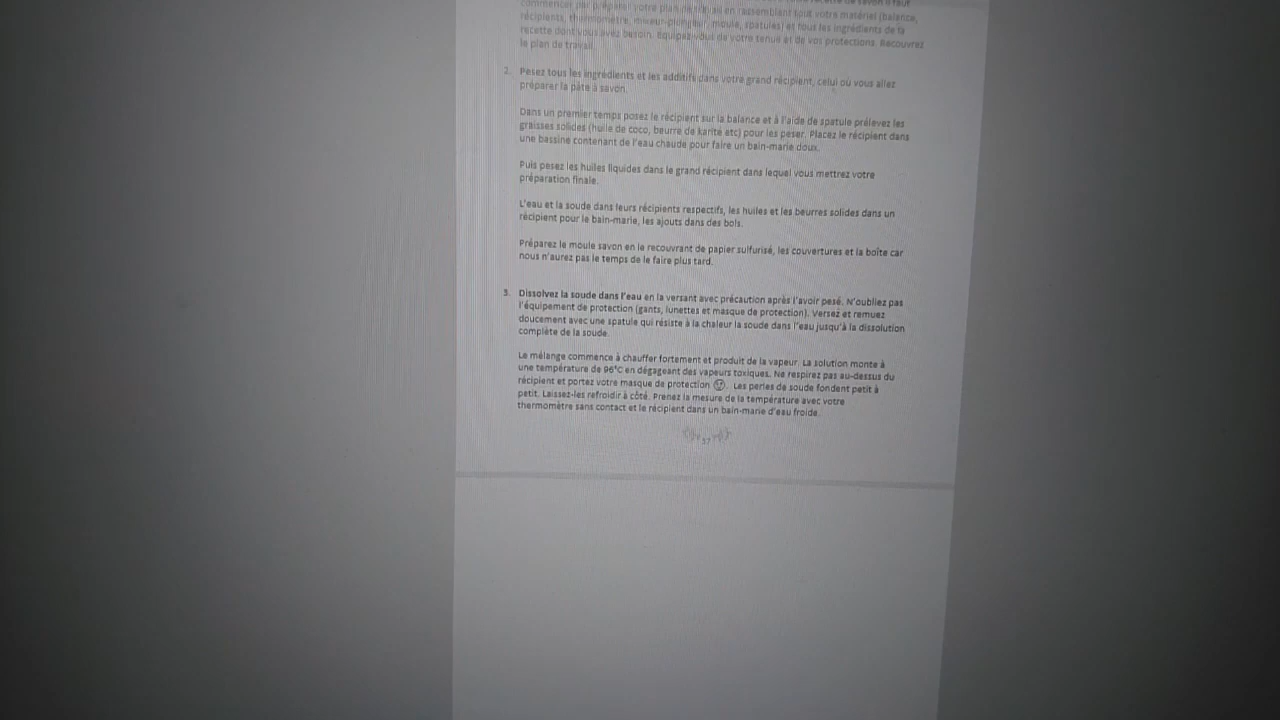 commencer par préparer votre plan de travail en rassemblant tout votre matériel (balance,
récipients, thermomètre, mixeur-plongeur, moule, spatules) et tous les ingrédients de la
recette dont vous avez besoin. Equipez-vous de votre tenue et de vos protections. Recouvrez
le plan de travail.
2. Pesez tous les ingrédients et les additifs dans votre grand récipient, celui où vous allez
préparer la pâte à savon.
Dans un premier temps posez le récipient sur la balance et à l'aide de spatule prélevez les
graisses solides (huile de coco, beurre de karité etc) pour les peser. Placez le récipient dans
une bassine contenant de l'eau chaude pour faire un bain-marie doux.
Puis pesez les huiles liquides dans le grand récipient dans lequel vous mettrez votre
préparation finale.
L'eau et la soude dans leurs récipients respectifs, les huiles et les beurres solides dans un
récipient pour le bain-marie, les ajouts dans des bols.
Préparez le moule savon en le recouvrant de papier sulfurisé, les couvertures et la boîte car
nous n'aurez pas le temps de le faire plus tard.
3. Dissolvez la soude dans l'eau en la versant avec précaution après l'avoir pesé. N'oubliez pas
l'équipement de protection (gants, lunettes et masque de protection). Versez et remuez
doucement avec une spatule qui résiste à la chaleur la soude dans l'eau jusqu'à la dissolution
complète de la soude.
Le mélange commence à chauffer fortement et produit de la vapeur. La solution monte à
une température de 96°C en dégageant des vapeurs toxiques. Ne respirez pas au-dessus du
récipient et portez votre masque de protection. Les perles de soude fondent petit à
petit. Laissez-les refroidir à côté. Prenez la mesure de la température avec votre
thermomètre sans contact et le récipient dans un bain-marie d'eau froide.
37